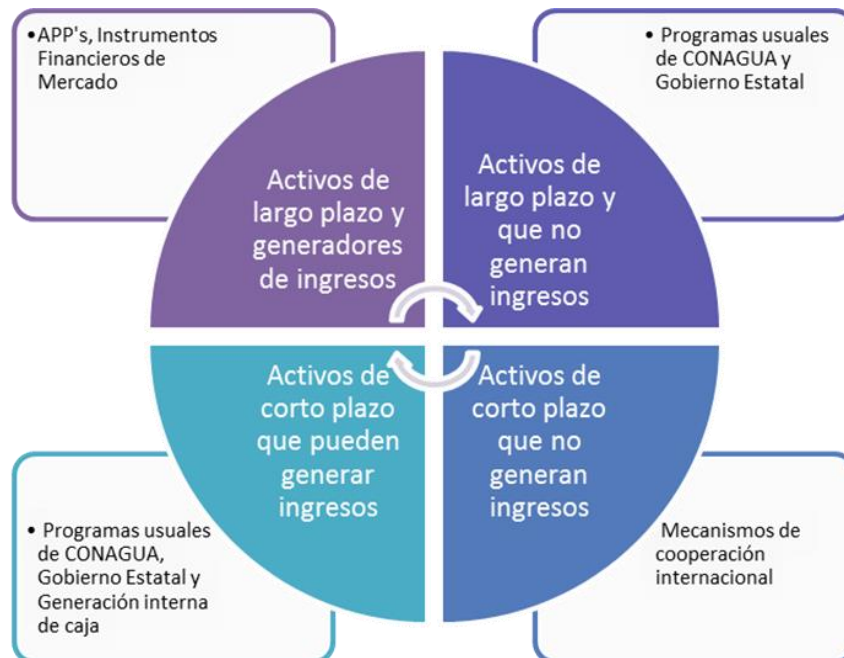 •APP's, Instrumentos
Financieros de
Mercado
• Programas usuales
de CONAGUA y
Gobierno Estatal
Activos de
largo plazo y
generadores
de ingresos
Activos de
largo plazo y
que no
generan
ingresos
Activos de
corto plazo
que pueden
generar
ingresos
Activos de
corto plazo
que no
generan
ingresos
• Programas usuales
de CONAGUA,
Gobierno Estatal y
Generación interna
de caja
Mecanismos de
cooperación
internacional